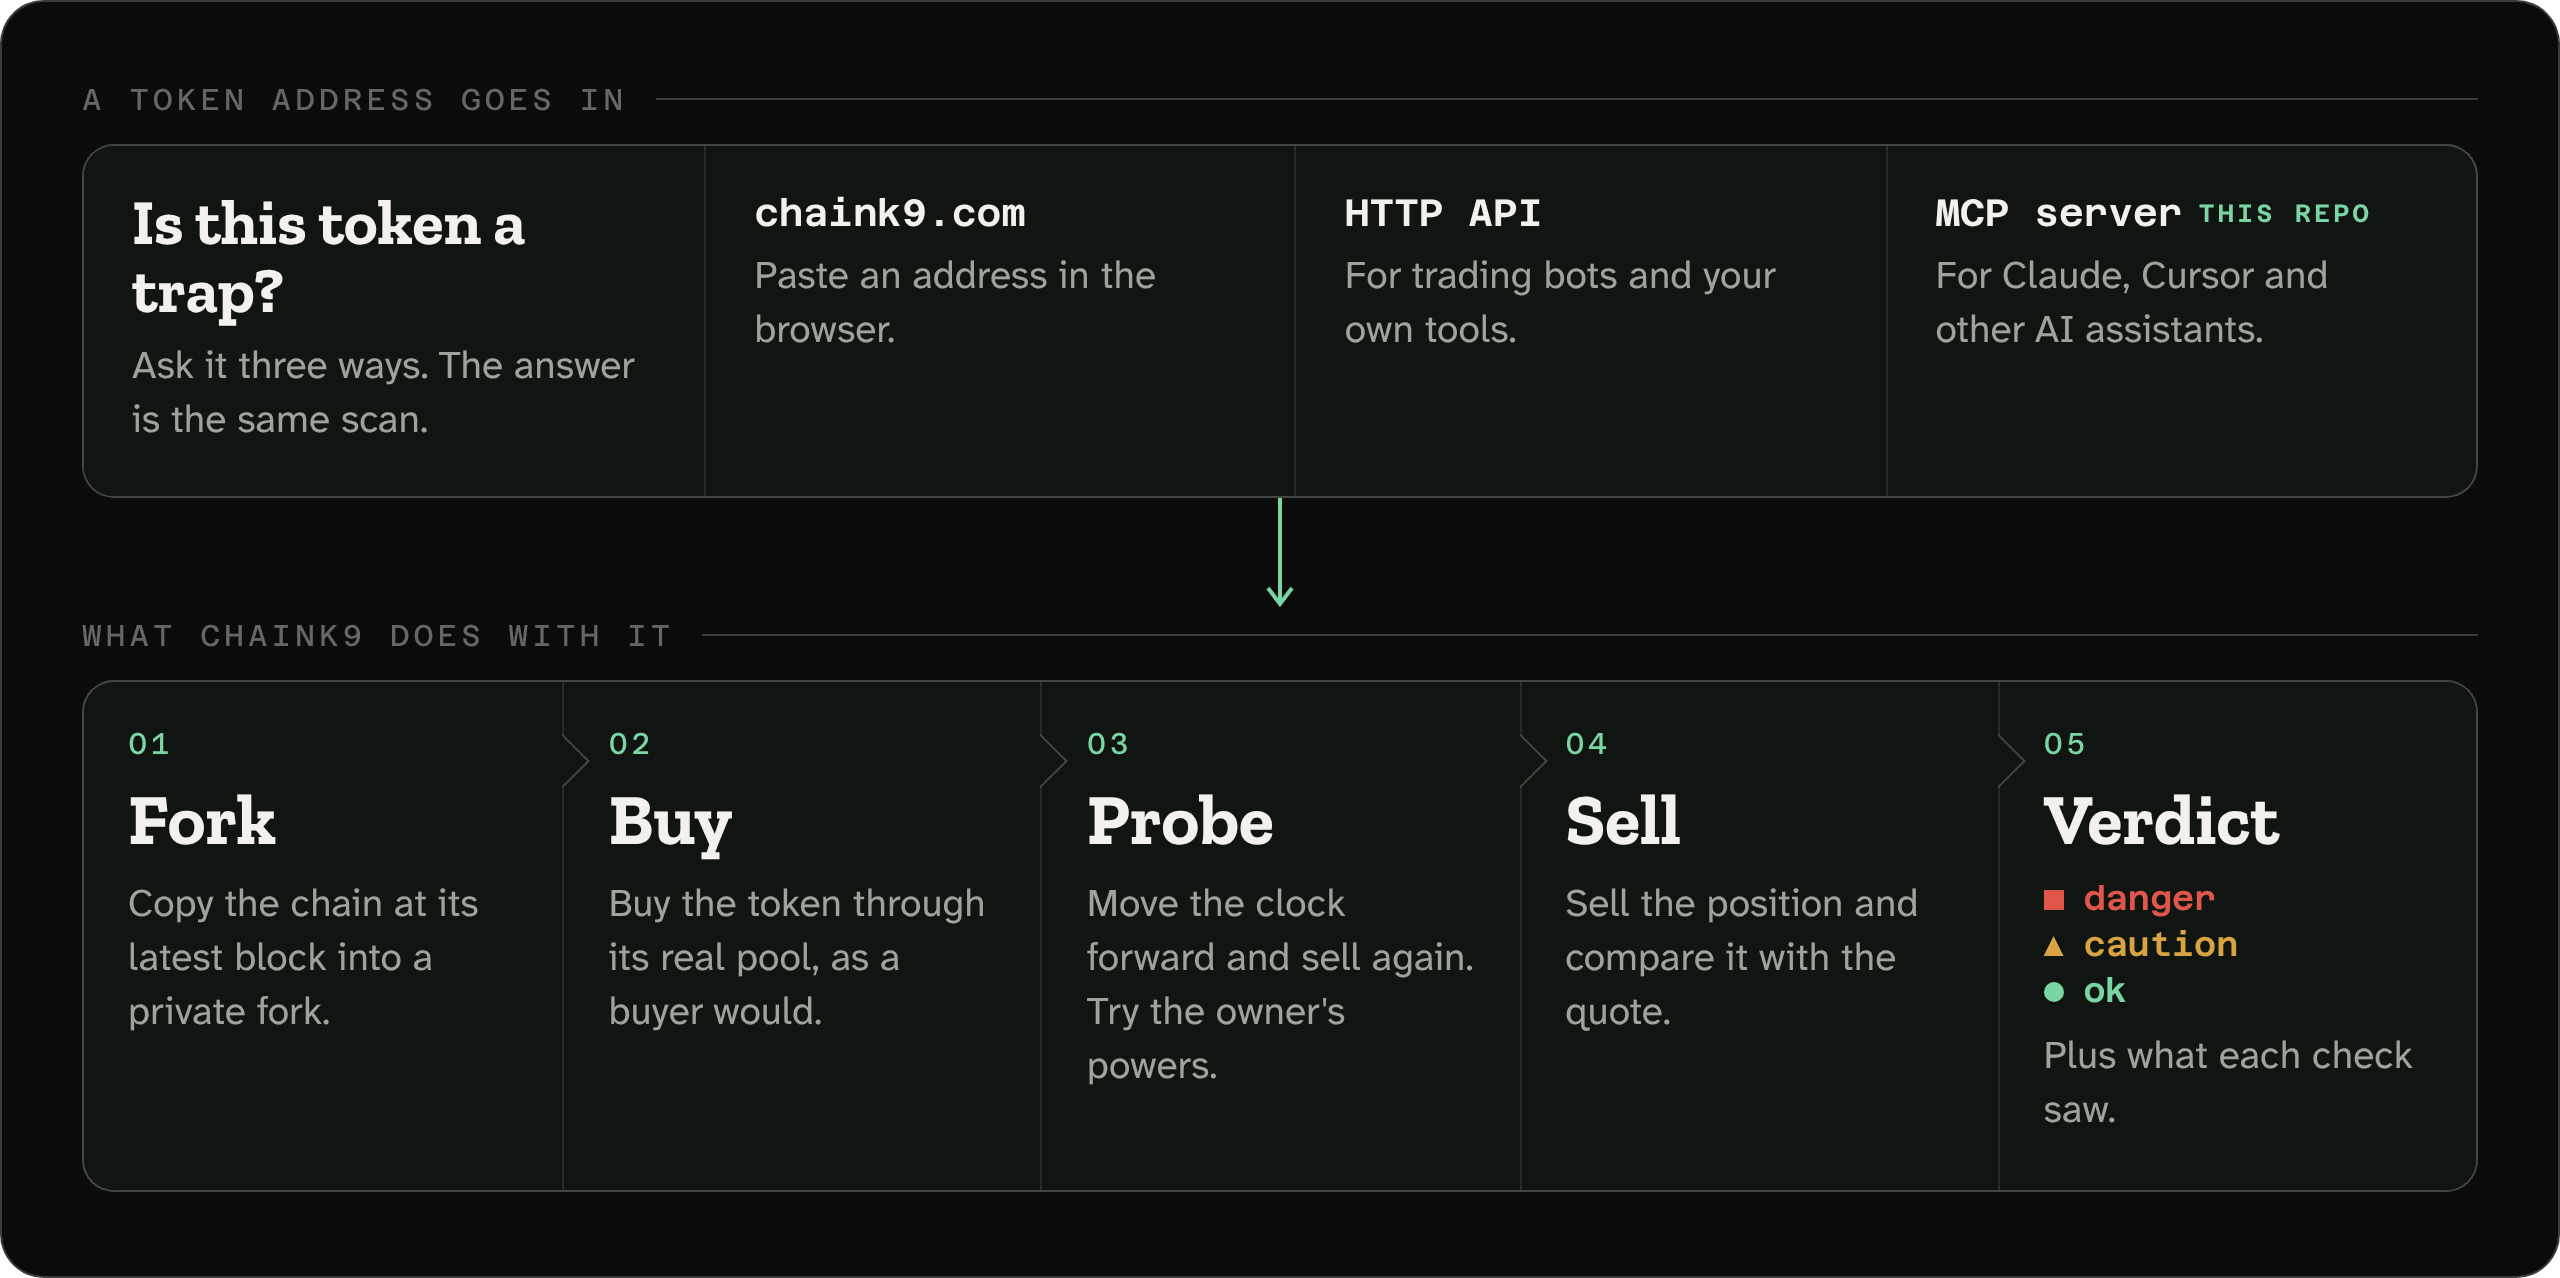 A TOKEN ADDRESS GOES IN
Is this token a
trap?
Ask it three ways. The answer
is the same scan.
chaink9.com
Paste an address in the
browser.
HTTP API
For trading bots and your
own tools.
MCP server THIS REPO
For Claude, Cursor and
other AI assistants.
WHAT CHAINK9 DOES WITH IT
01
Fork
Copy the chain at its
latest block into a
private fork.
02
Buy
Buy the token through
its real pool, as a
buyer would.
03
Probe
Move the clock
forward and sell again.
Try the owner's
powers.
04
Sell
Sell the position and
compare it with the
quote.
05
Verdict
danger
caution
ok
Plus what each check
saw.